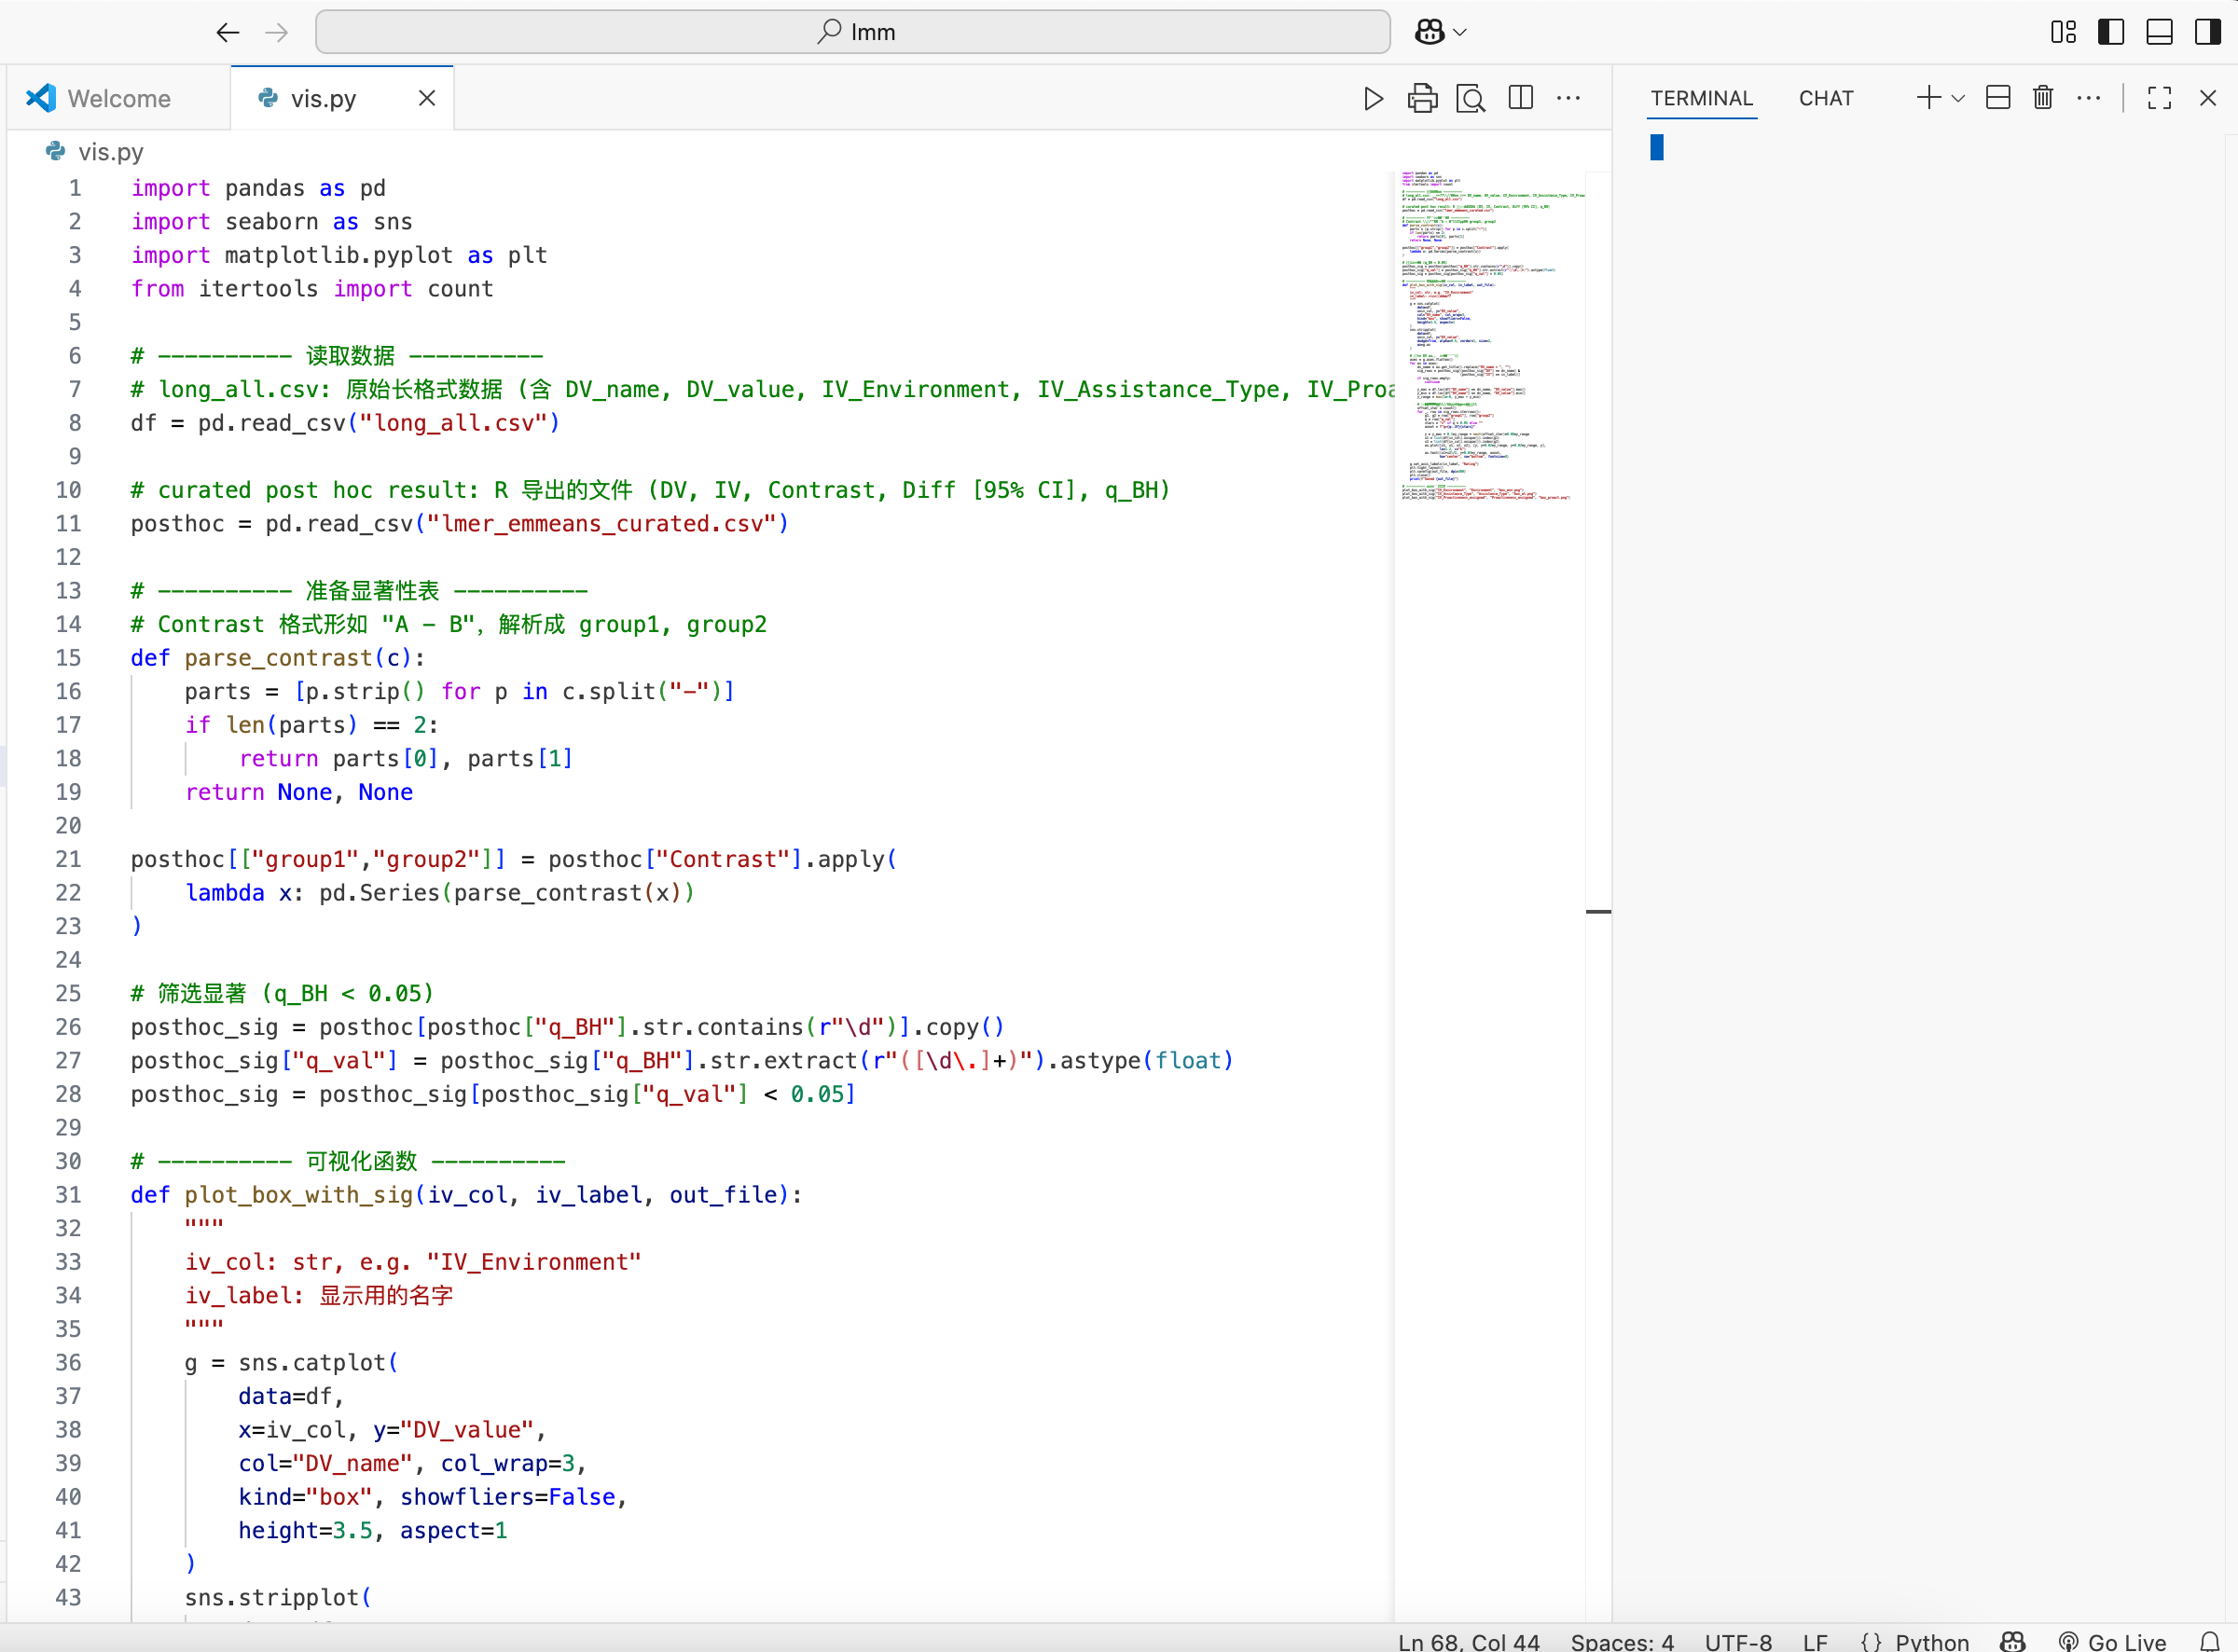 lmm
Welcome
vis.py
TERMINAL
CHAT
vis.py
1 import pandas as pd
2 import seaborn as sns
3 import matplotlib.pyplot as plt
4 from itertools import count
5
6 # ---------- 读取数据 ----------
7 # long_all.csv: 原始长格式数据 (含 DV_name, DV_value, IV_Environment, IV_Assistance_Type, IV_Proa
8 df = pd.read_csv("long_all.csv")
9
10 # curated post hoc result: R 导出的文件 (DV, IV, Contrast, Diff [95% CI], q_BH)
11 posthoc = pd.read_csv("lmer_emmeans_curated.csv")
12
13 # ---------- 准备显著性表 ----------
14 # Contrast 格式形如 "A - B", 解析成 group1, group2
15 def parse_contrast(c):
16     parts = [p.strip() for p in c.split("-")]
17     if len(parts) == 2:
18         return parts[0], parts[1]
19     return None, None
20
21 posthoc[["group1","group2"]] = posthoc["Contrast"].apply(
22     lambda x: pd.Series(parse_contrast(x))
23 )
24
25 # 筛选显著 (q_BH < 0.05)
26 posthoc_sig = posthoc[posthoc["q_BH"].str.contains(r"\d")].copy()
27 posthoc_sig["q_val"] = posthoc_sig["q_BH"].str.extract(r"([\d\.]+)").astype(float)
28 posthoc_sig = posthoc_sig[posthoc_sig["q_val"] < 0.05]
29
30 # ---------- 可视化函数 ----------
31 def plot_box_with_sig(iv_col, iv_label, out_file):
32     """
33     iv_col: str, e.g. "IV_Environment"
34     iv_label: 显示用的名字
35     """
36     g = sns.catplot(
37         data=df,
38         x=iv_col, y="DV_value",
39         col="DV_name", col_wrap=3,
40         kind="box", showfliers=False,
41         height=3.5, aspect=1
42     )
43     sns.stripplot(
Ln 68, Col 44
Spaces: 4
UTF-8
LF
{} Python
Go Live